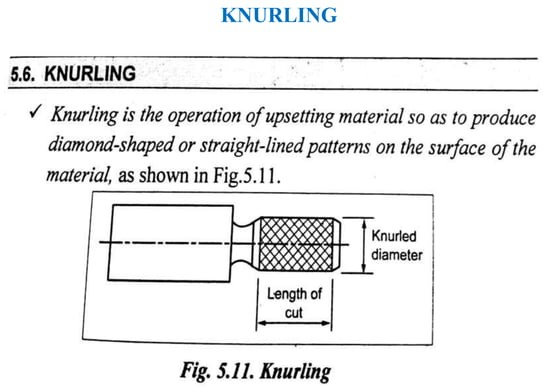 KNURLING
5.6. KNURLING
✓ Knurling is the operation of upsetting material so as to produce
diamond-shaped or straight-lined patterns on the surface of the
material, as shown in Fig.5.11.
Knurled
diameter
Length of
cut
Fig. 5.11. Knurling